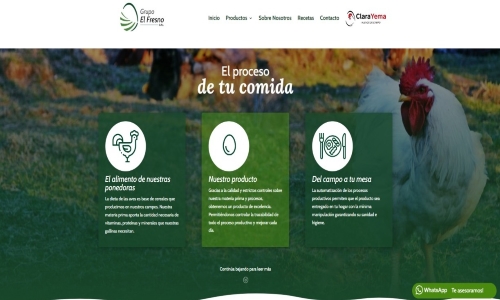 Grupo
El Fresno
SRL
Inicio Productos Sobre Nosotros Recetas Contacto
ClaraYema
El proceso
de tu comida
El alimento de nuestras
ponedoras
La dieta de las aves es base de cereales que
producimos en nuestros campos. Nuestra
materia prima aporta la cantidad necesaria de
vitaminas, proteínas y minerales que nuestras
gallinas necesitan.
Nuestro producto
Gracias a la calidad y estrictos controles sobre
nuestra materia prima y procesos,
obtenemos un producto de excelencia.
Permitiéndonos controlar la trazabilidad de
todo el proceso productivo y mejorar cada
día.
Del campo a tu mesa
La automatización de los procesos
productivos permiten que el producto sea
entregado en tu hogar con la mínima
manipulación garantizando su sanidad e
higiene.
Continúa bajando para leer más
WhatsApp Te asesoramos!